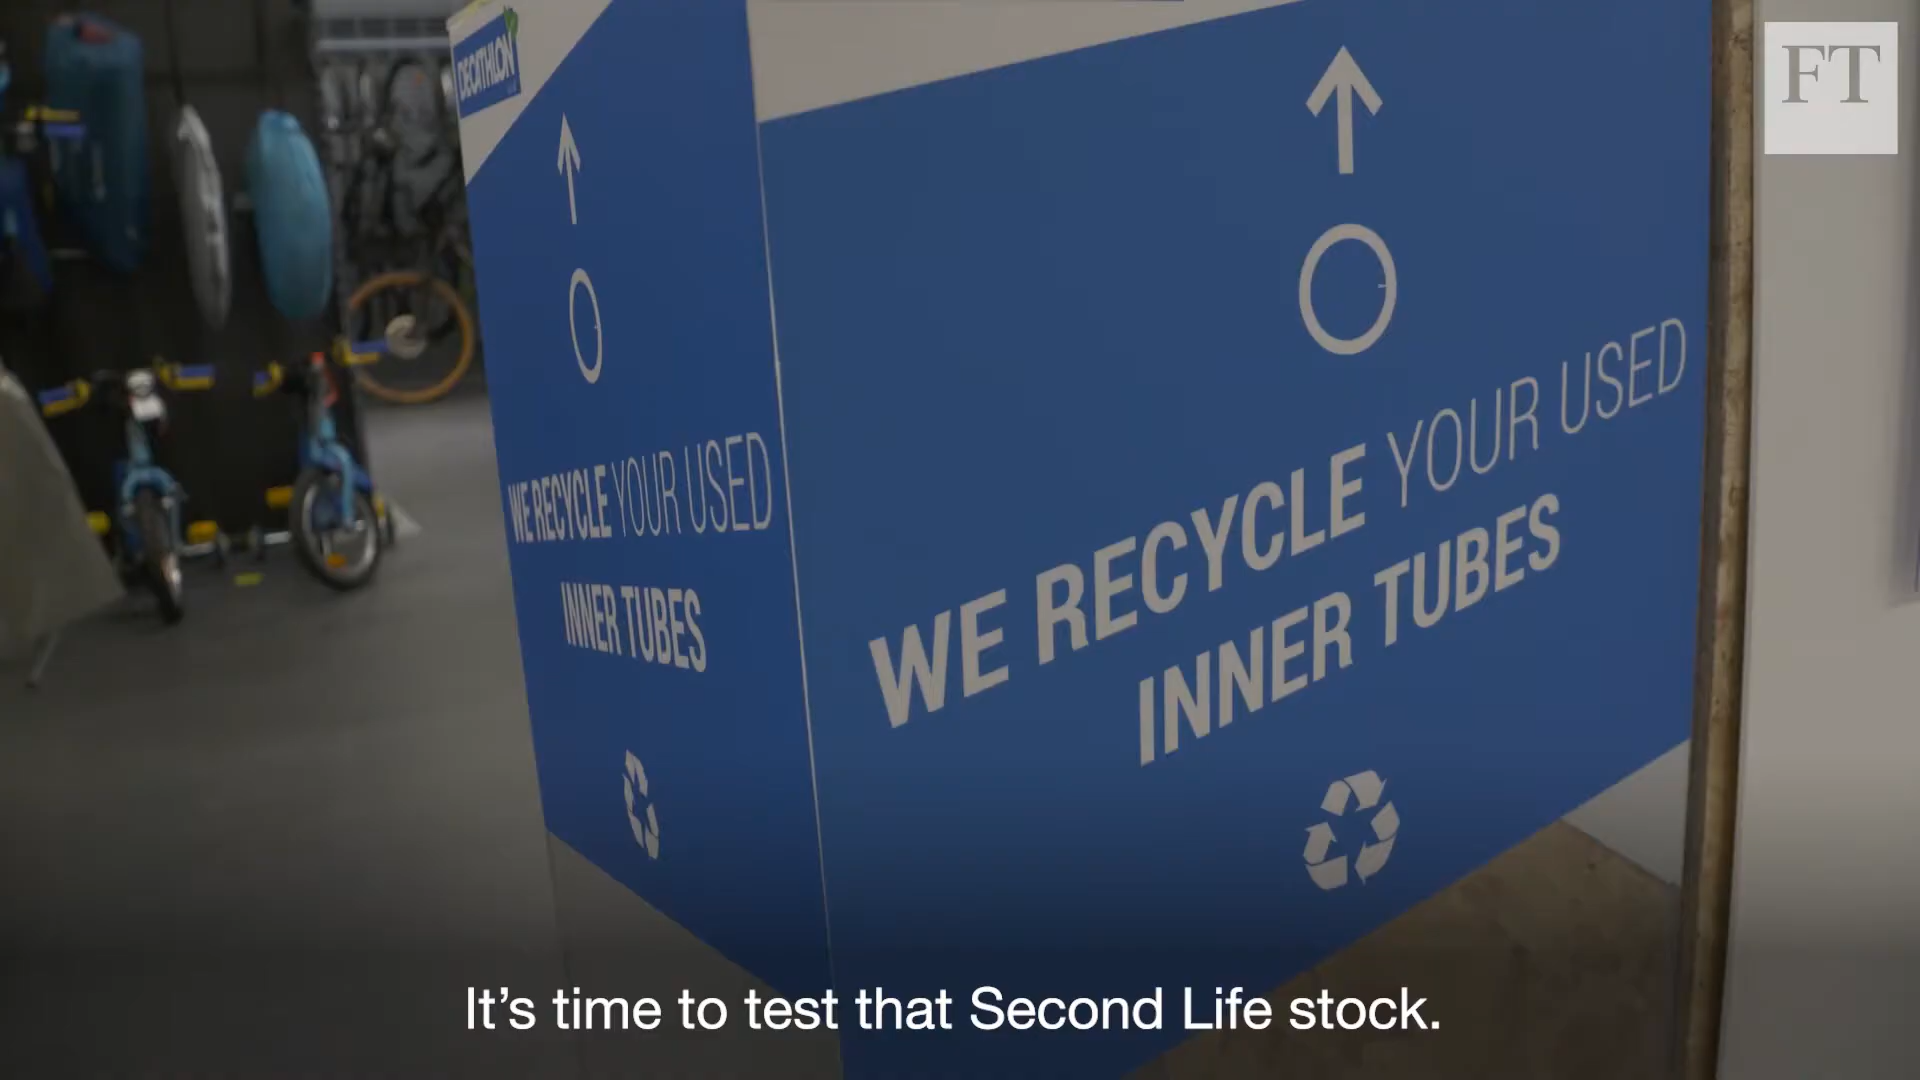 DECATHLON
FT
WE RECYCLE YOUR USED
INNER TUBES
WE RECYCLE YOUR USED
INNER TUBES
It's time to test that Second Life stock.